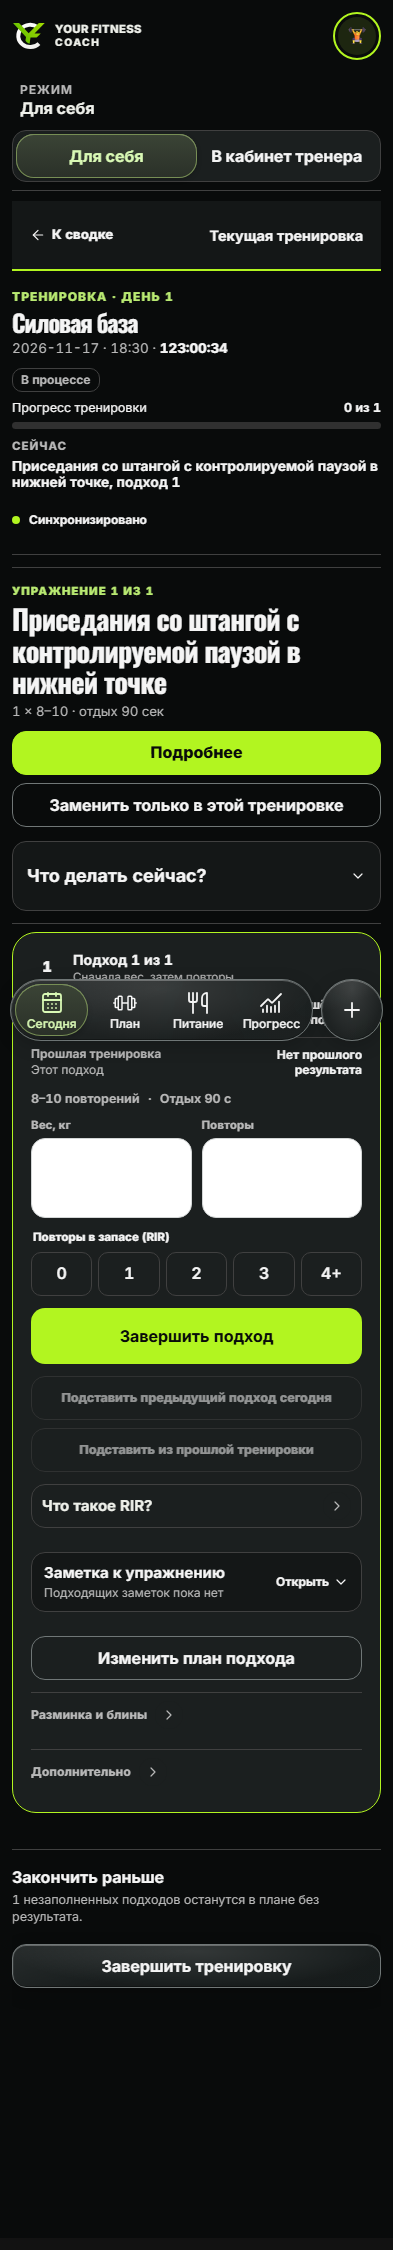 YOUR FITNESS
COACH
РЕЖИМ
Для себя
Для себя
В кабинет тренера
← К сводке
Текущая тренировка
ТРЕНИРОВКА · ДЕНЬ 1
Силовая база
2026-11-17 · 18:30 · 123:00:34
В процессе
Прогресс тренировки
0 из 1
СЕЙЧАС
Приседания со штангой с контролируемой паузой в
нижней точке, подход 1
Синхронизировано
УПРАЖНЕНИЕ 1 ИЗ 1
Приседания со штангой с
контролируемой паузой в
нижней точке
1 × 8–10 · отдых 90 сек
Подробнее
Заменить только в этой тренировке
Что делать сейчас?
1
Подход 1 из 1
Сначала вес, затем повторы
Сегодня
План
Питание
Прогресс
+
Прошлая тренировка
Этот подход
Нет прошлого
результата
8–10 повторений · Отдых 90 с
Вес, кг
Повторы
Повторы в запасе (RIR)
0
1
2
3
4+
Завершить подход
Подставить предыдущий подход сегодня
Подставить из прошлой тренировки
Что такое RIR?
Заметка к упражнению
Подходящих заметок пока нет
Открыть
Изменить план подхода
Разминка и блины
Дополнительно
Закончить раньше
1 незаполненных подходов останутся в плане без
результата.
Завершить тренировку